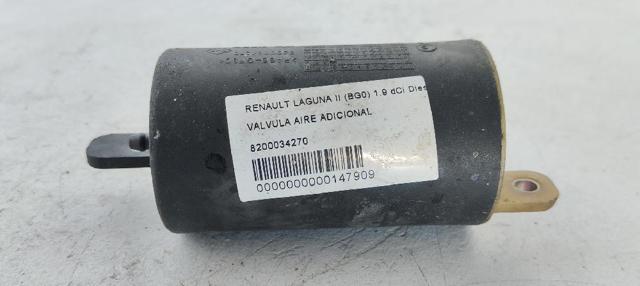 RENAULT LAGUNA II (BG0) 1.9 dCi Dies
VALVULA AIRE ADICIONAL
8200034270
0000000000147909